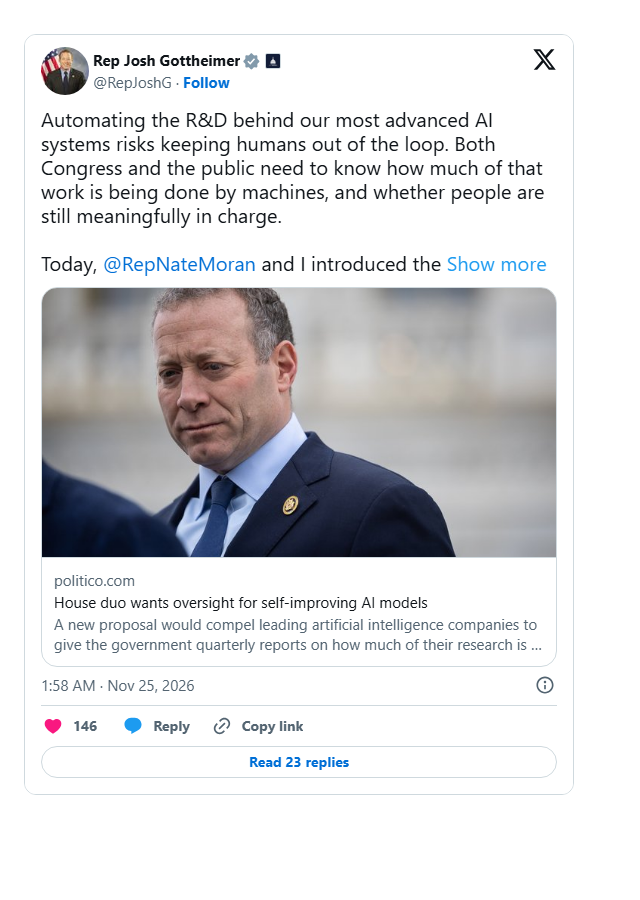 Rep Josh Gottheimer
@RepJoshG · Follow
Automating the R&D behind our most advanced AI
systems risks keeping humans out of the loop. Both
Congress and the public need to know how much of that
work is being done by machines, and whether people are
still meaningfully in charge.
Today, @RepNateMoran and I introduced the Show more
politico.com
House duo wants oversight for self-improving AI models
A new proposal would compel leading artificial intelligence companies to
give the government quarterly reports on how much of their research is ...
1:58 AM · Nov 25, 2026
146 Reply Copy link
Read 23 replies